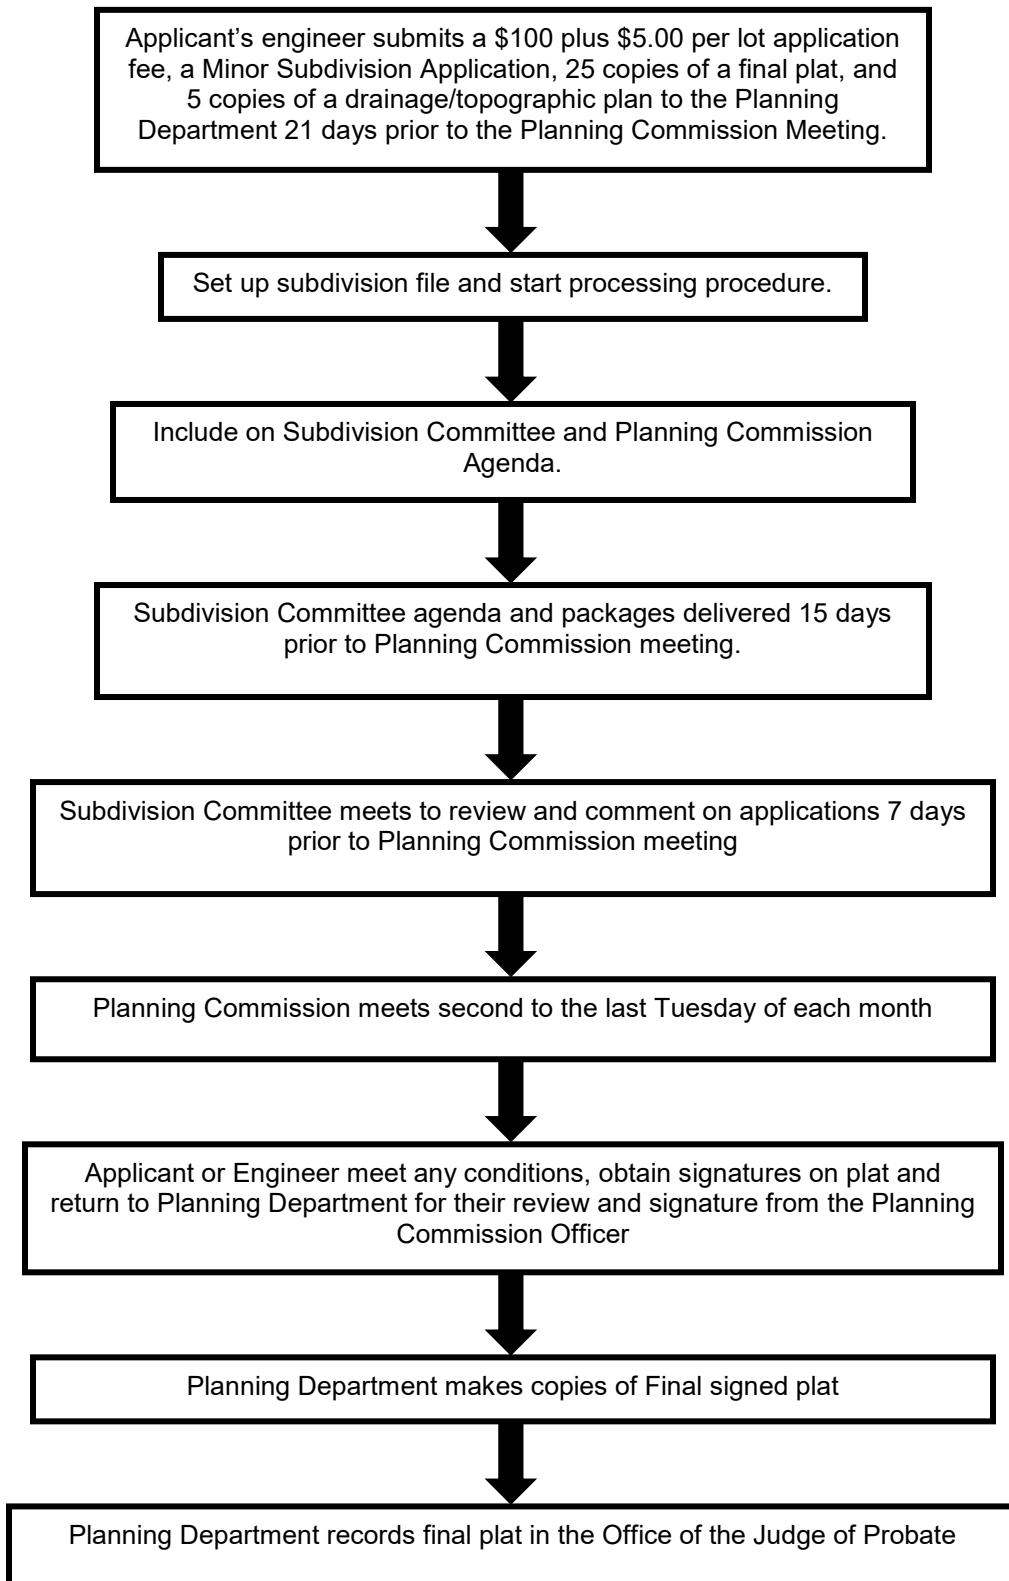 Applicant’s engineer submits a $100 plus $5.00 per lot application
fee, a Minor Subdivision Application, 25 copies of a final plat, and
5 copies of a drainage/topographic plan to the Planning
Department 21 days prior to the Planning Commission Meeting.
Set up subdivision file and start processing procedure.
Include on Subdivision Committee and Planning Commission
Agenda.
Subdivision Committee agenda and packages delivered 15 days
prior to Planning Commission meeting.
Subdivision Committee meets to review and comment on applications 7 days
prior to Planning Commission meeting
Planning Commission meets second to the last Tuesday of each month
Applicant or Engineer meet any conditions, obtain signatures on plat and
return to Planning Department for their review and signature from the Planning
Commission Officer
Planning Department makes copies of Final signed plat
Planning Department records final plat in the Office of the Judge of Probate